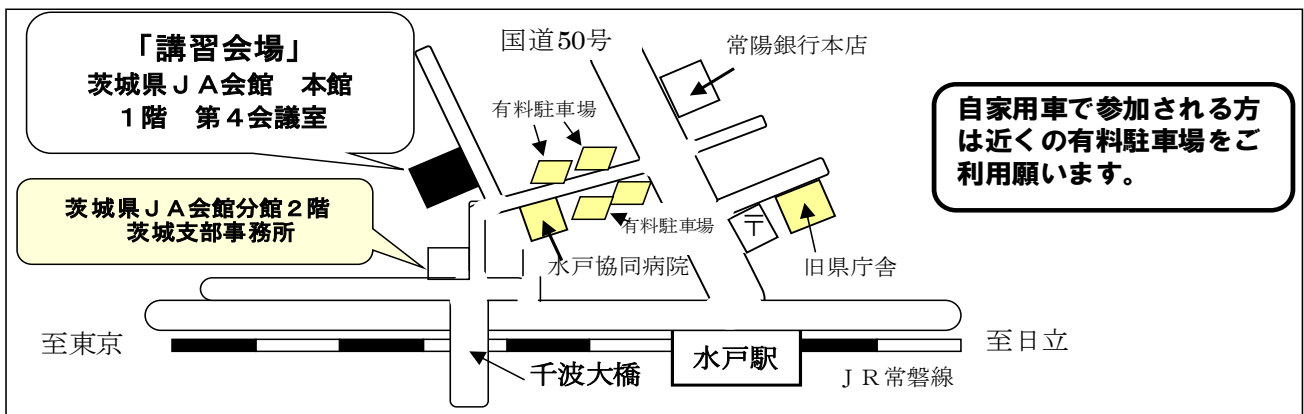 「講習会場」
茨城県ＪＡ会館　本館
１階　第４会議室
国道50号
常陽銀行本店
有料駐車場
自家用車で参加される方
は近くの有料駐車場をご
利用願います。
茨城県ＪＡ会館分館２階
茨城支部事務所
有料駐車場
〒
水戸協同病院
旧県庁舎
至東京
水戸駅
至日立
千波大橋
ＪＲ常磐線